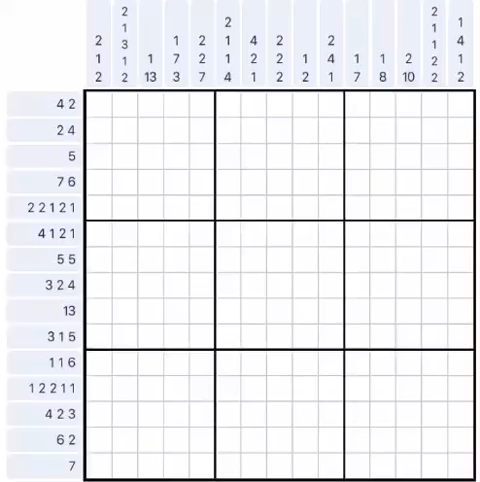 2 2
1 2 1 1
2 3 1 2 1 4 2 2 1 4
1 1 1 7 2 1 2 2 1 4 1 1 2 2 1
2 2 13 3 7 4 1 2 2 1 7 8 10 2 2
4 2
2 4
5
7 6
2 2 1 2 1
4 1 2 1
5 5
3 2 4
13
3 1 5
1 1 6
1 2 2 1 1
4 2 3
6 2
7